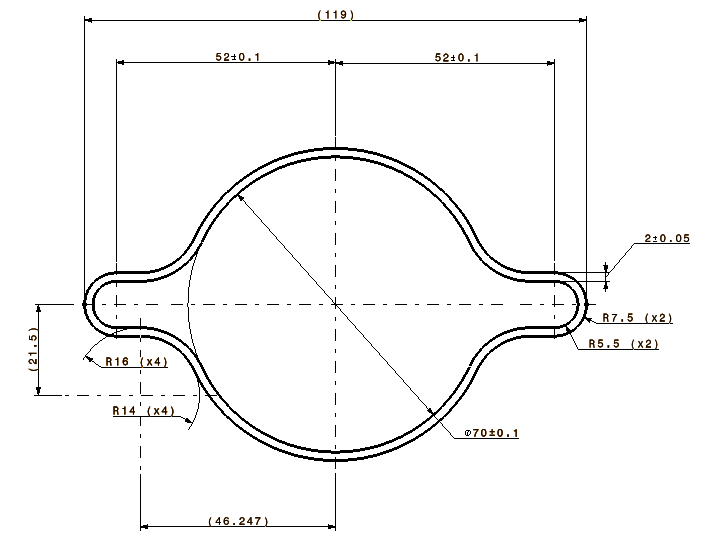 (119)
52±0.1
52±0.1
2±0.05
R7.5 (x2)
(21.5)
R5.5 (x2)
R16 (x4)
R14 (x4)
⌀70±0.1
(46.247)